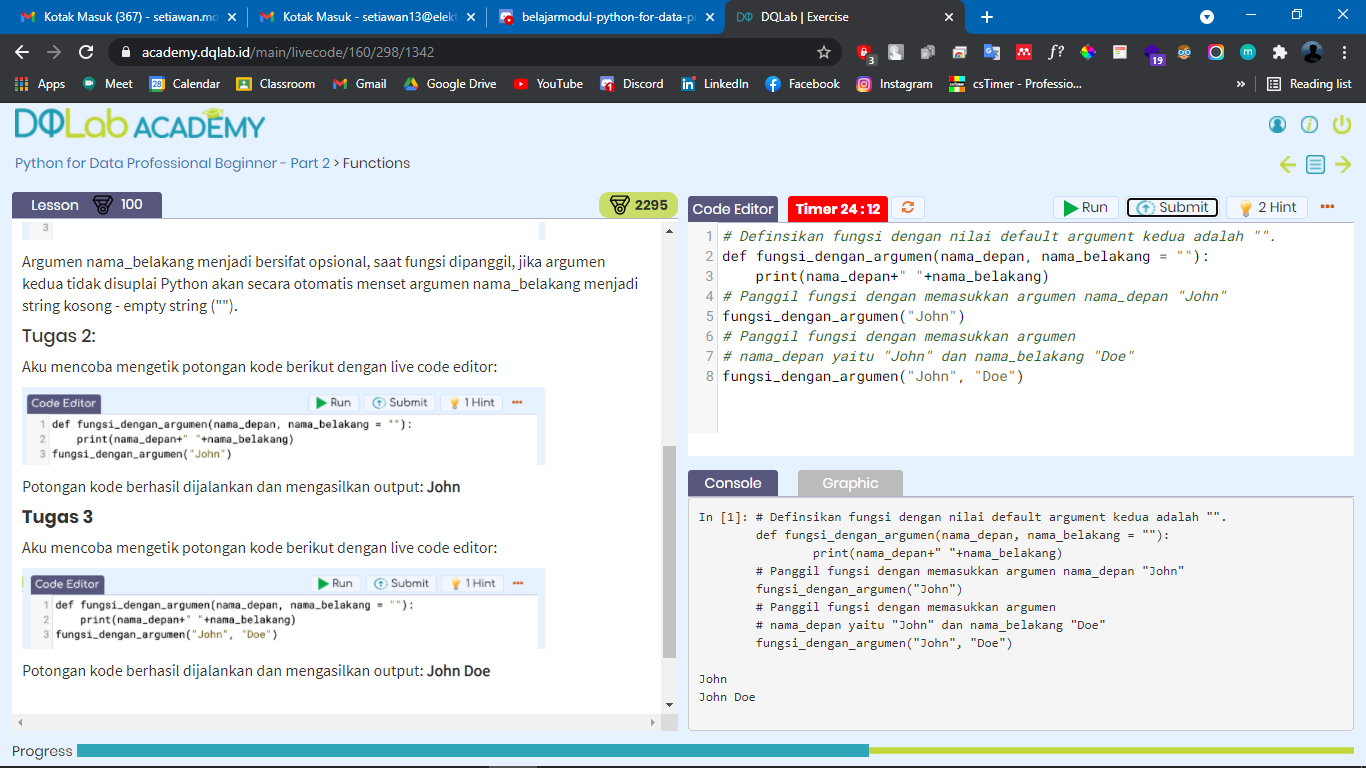 Kotak Masuk (367) - setiawan.mo
Kotak Masuk - setiawan13@elekt
belajarmodul-python-for-data-pr
DQLab | Exercise
academy.dqlab.id/main/livecode/160/298/1342
3
f?
19
m
Apps
Meet
28
Calendar
Classroom
Gmail
Google Drive
YouTube
Discord
LinkedIn
Facebook
Instagram
csTimer - Professio...
»
Reading list
DQLab ACADEMY
Python for Data Professional Beginner - Part 2 > Functions
Lesson 100
2295
3
Argumen nama_belakang menjadi bersifat opsional, saat fungsi dipanggil, jika argumen
kedua tidak disuplai Python akan secara otomatis menset argumen nama_belakang menjadi
string kosong - empty string ("").
Tugas 2:
Aku mencoba mengetik potongan kode berikut dengan live code editor:
Code Editor Run Submit 1 Hint ...
1 def fungsi_dengan_argumen(nama_depan, nama_belakang = ""):
2 print(nama_depan+" "+nama_belakang)
3 fungsi_dengan_argumen("John")
Potongan kode berhasil dijalankan dan mengasilkan output: John
Tugas 3
Aku mencoba mengetik potongan kode berikut dengan live code editor:
Code Editor Run Submit 1 Hint ...
1 def fungsi_dengan_argumen(nama_depan, nama_belakang = ""):
2 print(nama_depan+" "+nama_belakang)
3 fungsi_dengan_argumen("John", "Doe")
Potongan kode berhasil dijalankan dan mengasilkan output: John Doe
Code Editor Timer 24 : 12 Run Submit 2 Hint ...
1 # Definsikan fungsi dengan nilai default argument kedua adalah "".
2 def fungsi_dengan_argumen(nama_depan, nama_belakang = ""):
3 print(nama_depan+" "+nama_belakang)
4 # Panggil fungsi dengan memasukkan argumen nama_depan "John"
5 fungsi_dengan_argumen("John")
6 # Panggil fungsi dengan memasukkan argumen
7 # nama_depan yaitu "John" dan nama_belakang "Doe"
8 fungsi_dengan_argumen("John", "Doe")
Console Graphic
In [1]: # Definsikan fungsi dengan nilai default argument kedua adalah "".
def fungsi_dengan_argumen(nama_depan, nama_belakang = ""):
print(nama_depan+" "+nama_belakang)
# Panggil fungsi dengan memasukkan argumen nama_depan "John"
fungsi_dengan_argumen("John")
# Panggil fungsi dengan memasukkan argumen
# nama_depan yaitu "John" dan nama_belakang "Doe"
fungsi_dengan_argumen("John", "Doe")
John
John Doe
Progress